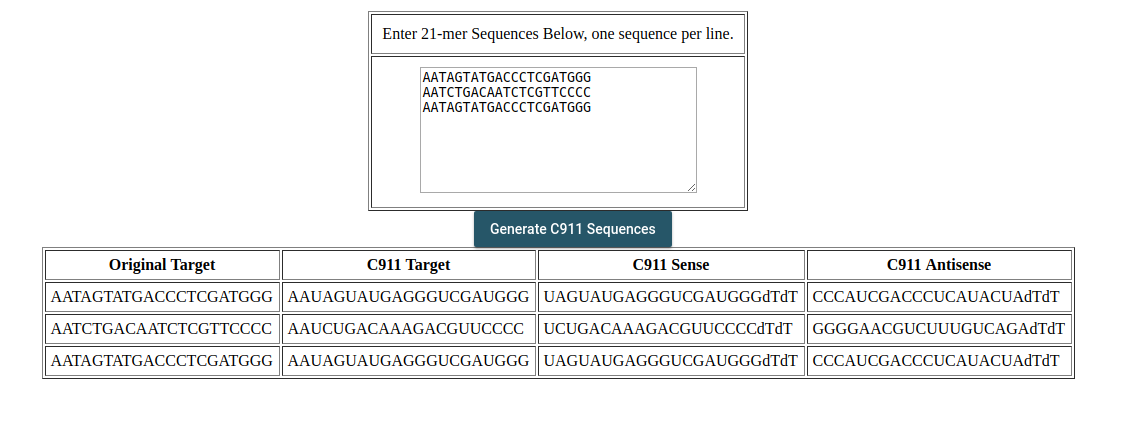 Enter 21-mer Sequences Below, one sequence per line.
AATAGTATGACCCTCGATGGG
AATCTGACAATCTCGTTCCCC
AATAGTATGACCCTCGATGGG
Generate C911 Sequences
Original Target C911 Target C911 Sense C911 Antisense
AATAGTATGACCCTCGATGGG AAUAGUAUGAGGGUCGAUGGG UAGUAUGAGGGUCGAUGGGdTdT CCCAUCGACCCUCAUACUAdTdT
AATCTGACAATCTCGTTCCCC AAUCUGACAAAGACGUUCCCC UCUGACAAAGACGUUCCCCdTdT GGGGAACGUCUUUGUCAGAdTdT
AATAGTATGACCCTCGATGGG AAUAGUAUGAGGGUCGAUGGG UAGUAUGAGGGUCGAUGGGdTdT CCCAUCGACCCUCAUACUAdTdT